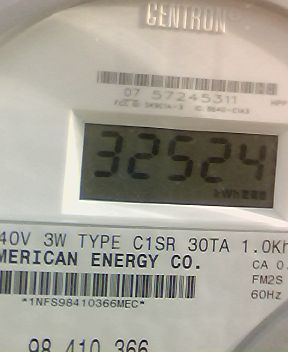 CENTRON®
07 57245311
32524
kWh
40V 3W TYPE C1SR 30TA 1.0Kh
MERICAN ENERGY CO.
CA 0.
FM2S
60Hz
*1NFS98410366MEC*
98 410 366